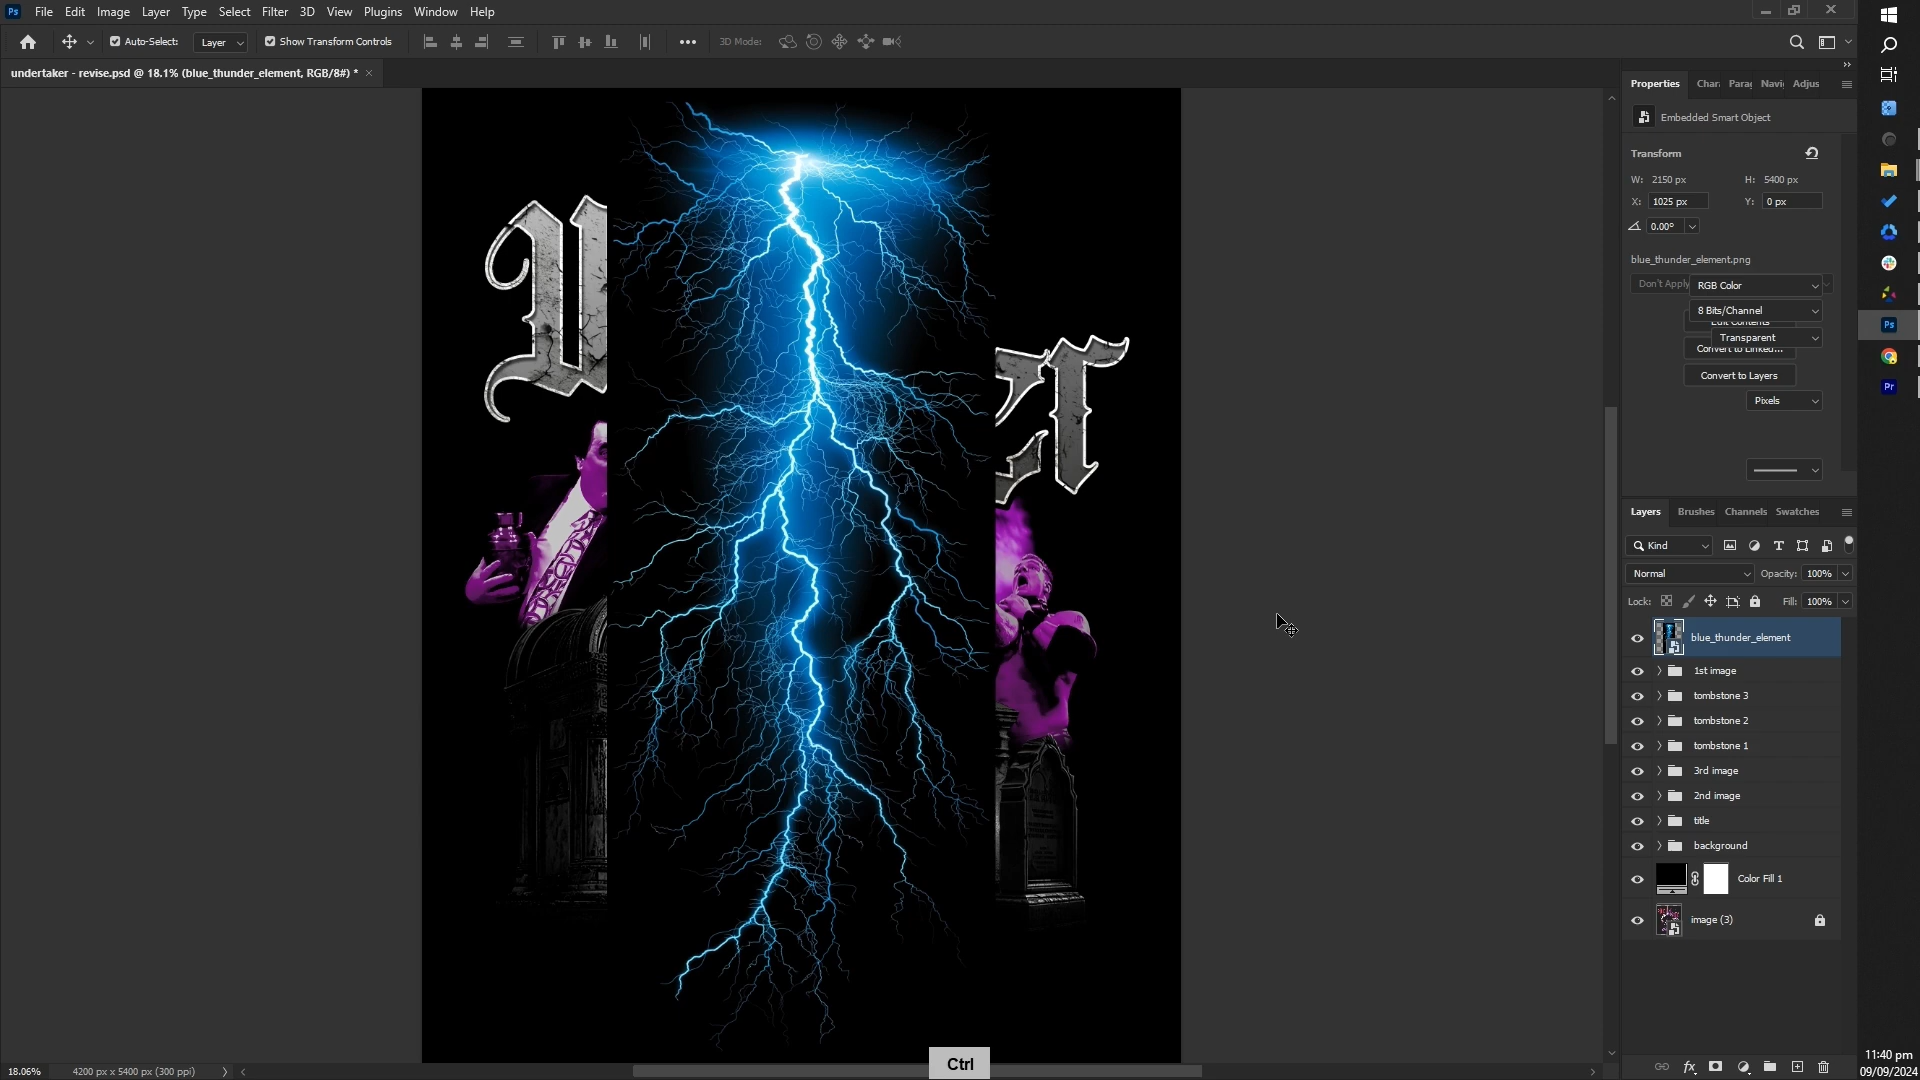 Ps File Edit Image Layer Type Select Filter 3D View Plugins Window Help
Auto-Select: Layer Show Transform Controls 3D Mode:
undertaker - revise.psd @ 18.1% (blue_thunder_element, RGB/8#) *
Properties Char Para Navi Adjus
Embedded Smart Object
Transform
W: 2150 px H: 5400 px
X: 1025 px Y: 0 px
0.00°
blue_thunder_element.png
Don't Apply RGB Color
8 Bits/Channel
Edit Contents
Transparent
Convert to Linked...
Convert to Layers
Pixels
Layers Brushes Channels Swatches
Kind
Normal Opacity: 100%
Lock: Fill: 100%
blue_thunder_element
1st image
tombstone 3
tombstone 2
tombstone 1
3rd image
2nd image
title
background
Color Fill 1
image (3)
fx
Ps
Pr
Ctrl
18.06% 4200 px x 5400 px (300 ppi)
11:40 pm
09/09/2024